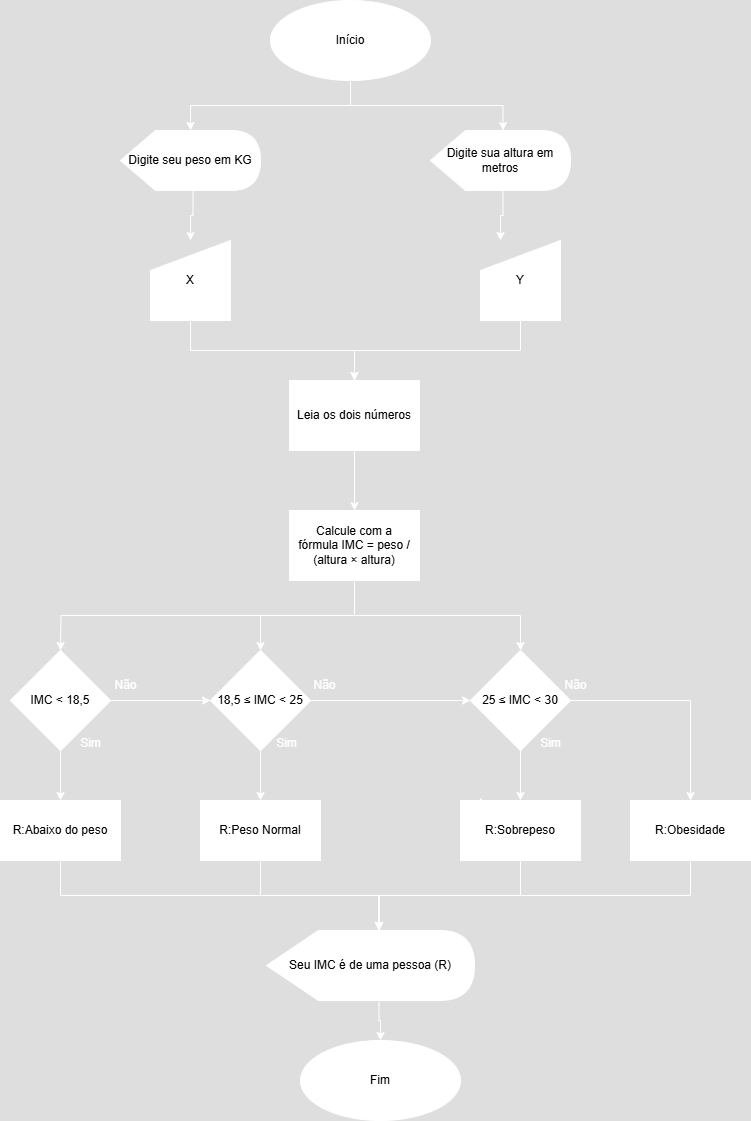 Início
Digite seu peso em KG
Digite sua altura em
metros
X
Y
Leia os dois números
Calcule com a
fórmula IMC = peso /
(altura × altura)
Não
Não
Não
IMC < 18,5
18,5 ≤ IMC < 25
25 ≤ IMC < 30
Sim
Sim
Sim
R:Abaixo do peso
R:Peso Normal
R:Sobrepeso
R:Obesidade
Seu IMC é de uma pessoa (R)
Fim